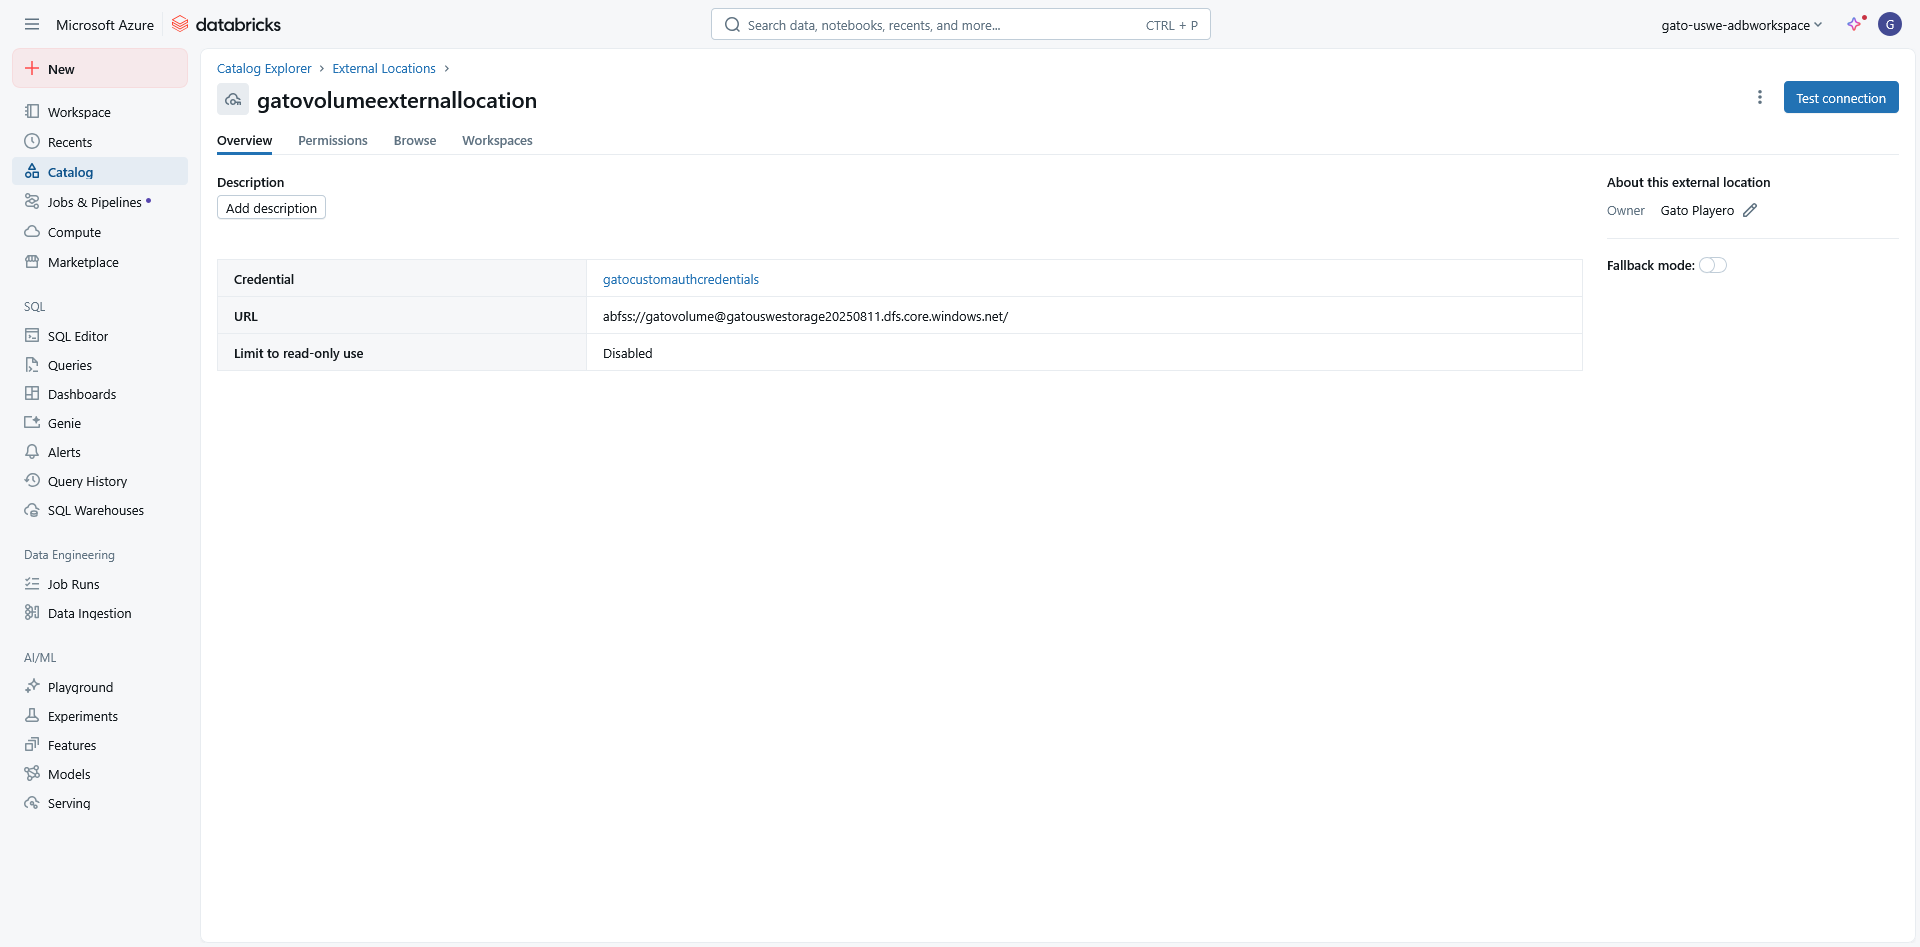 Microsoft Azure
databricks
Search data, notebooks, recents, and more...
CTRL + P
gato-uswe-adbworkspace
G
New
Workspace
Recents
Catalog
Jobs & Pipelines
Compute
Marketplace
SQL
SQL Editor
Queries
Dashboards
Genie
Alerts
Query History
SQL Warehouses
Data Engineering
Job Runs
Data Ingestion
AI/ML
Playground
Experiments
Features
Models
Serving
Catalog Explorer > External Locations >
gatovolumeexternallocation
Test connection
Overview Permissions Browse Workspaces
Description
Add description
Credential gatocustomauthcredentials
URL abfss://gatovolume@gatouswestorage20250811.dfs.core.windows.net/
Limit to read-only use Disabled
About this external location
Owner Gato Playero
Fallback mode: